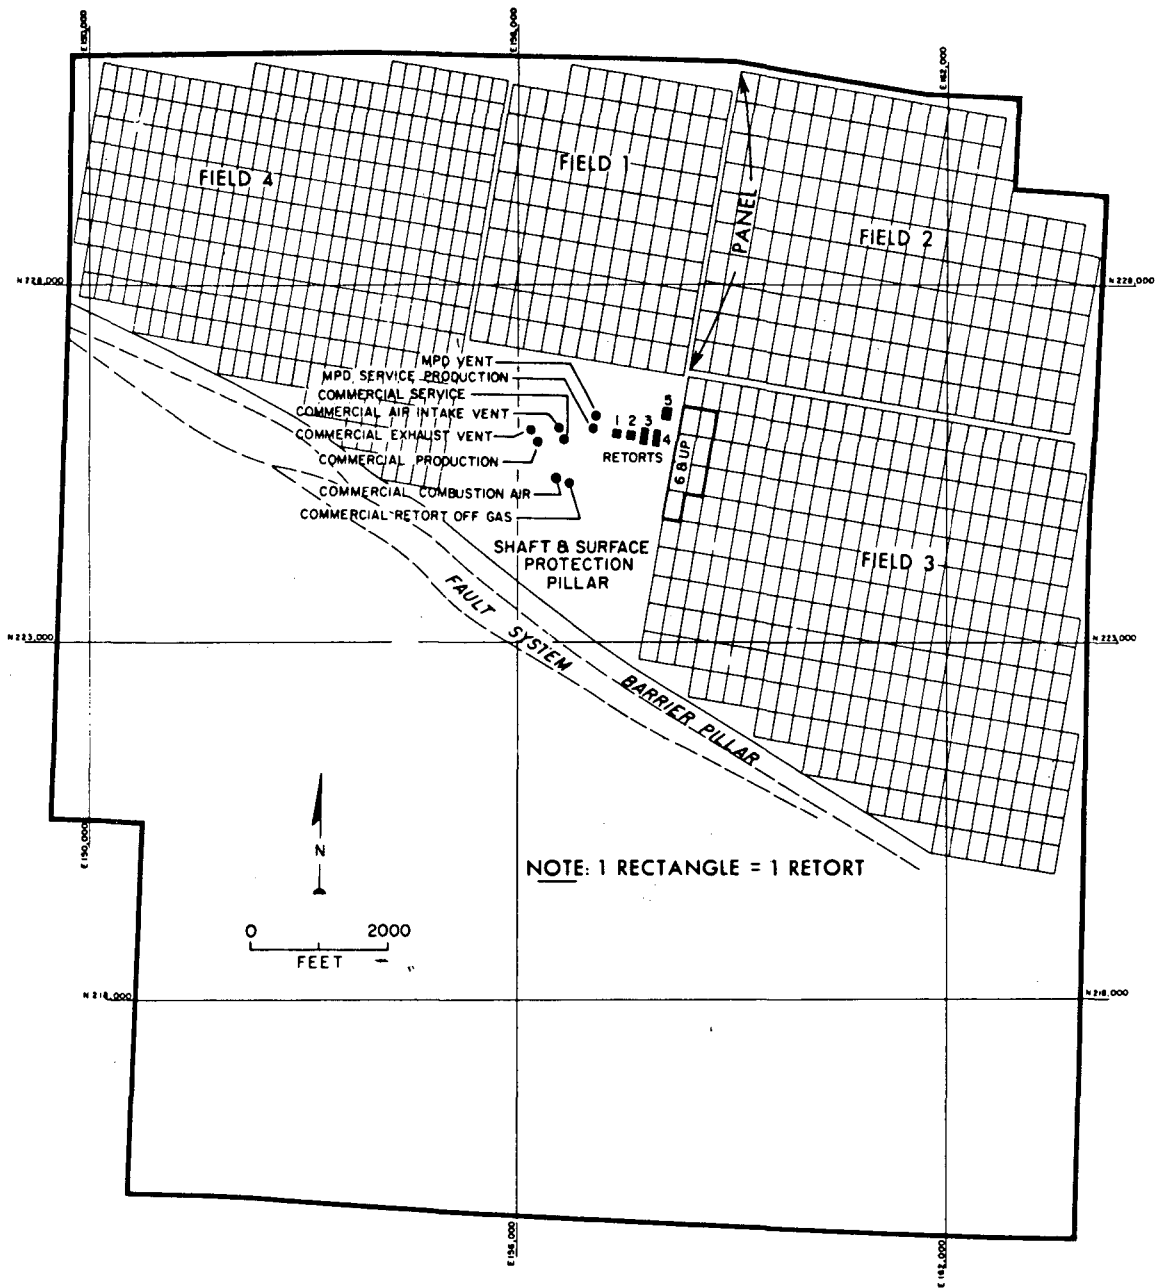 E 150,000
E 156,000
E 162,000
FIELD 4
FIELD 1
PANEL
FIELD 2
N 228,000
N 228,000
MPD VENT
MPD SERVICE PRODUCTION
COMMERCIAL SERVICE
COMMERCIAL AIR INTAKE VENT
COMMERCIAL EXHAUST VENT
COMMERCIAL PRODUCTION
COMMERCIAL COMBUSTION AIR
COMMERCIAL RETORT OFF GAS
5
1 2 3
4
RETORTS
6 & UP
SHAFT & SURFACE
PROTECTION
PILLAR
FIELD 3
FAULT SYSTEM
BARRIER PILLAR
N 223,000
N 223,000
E 150,000
N
NOTE: 1 RECTANGLE = 1 RETORT
0 2000
FEET
N 218,000
N 218,000
E 156,000
E 162,000